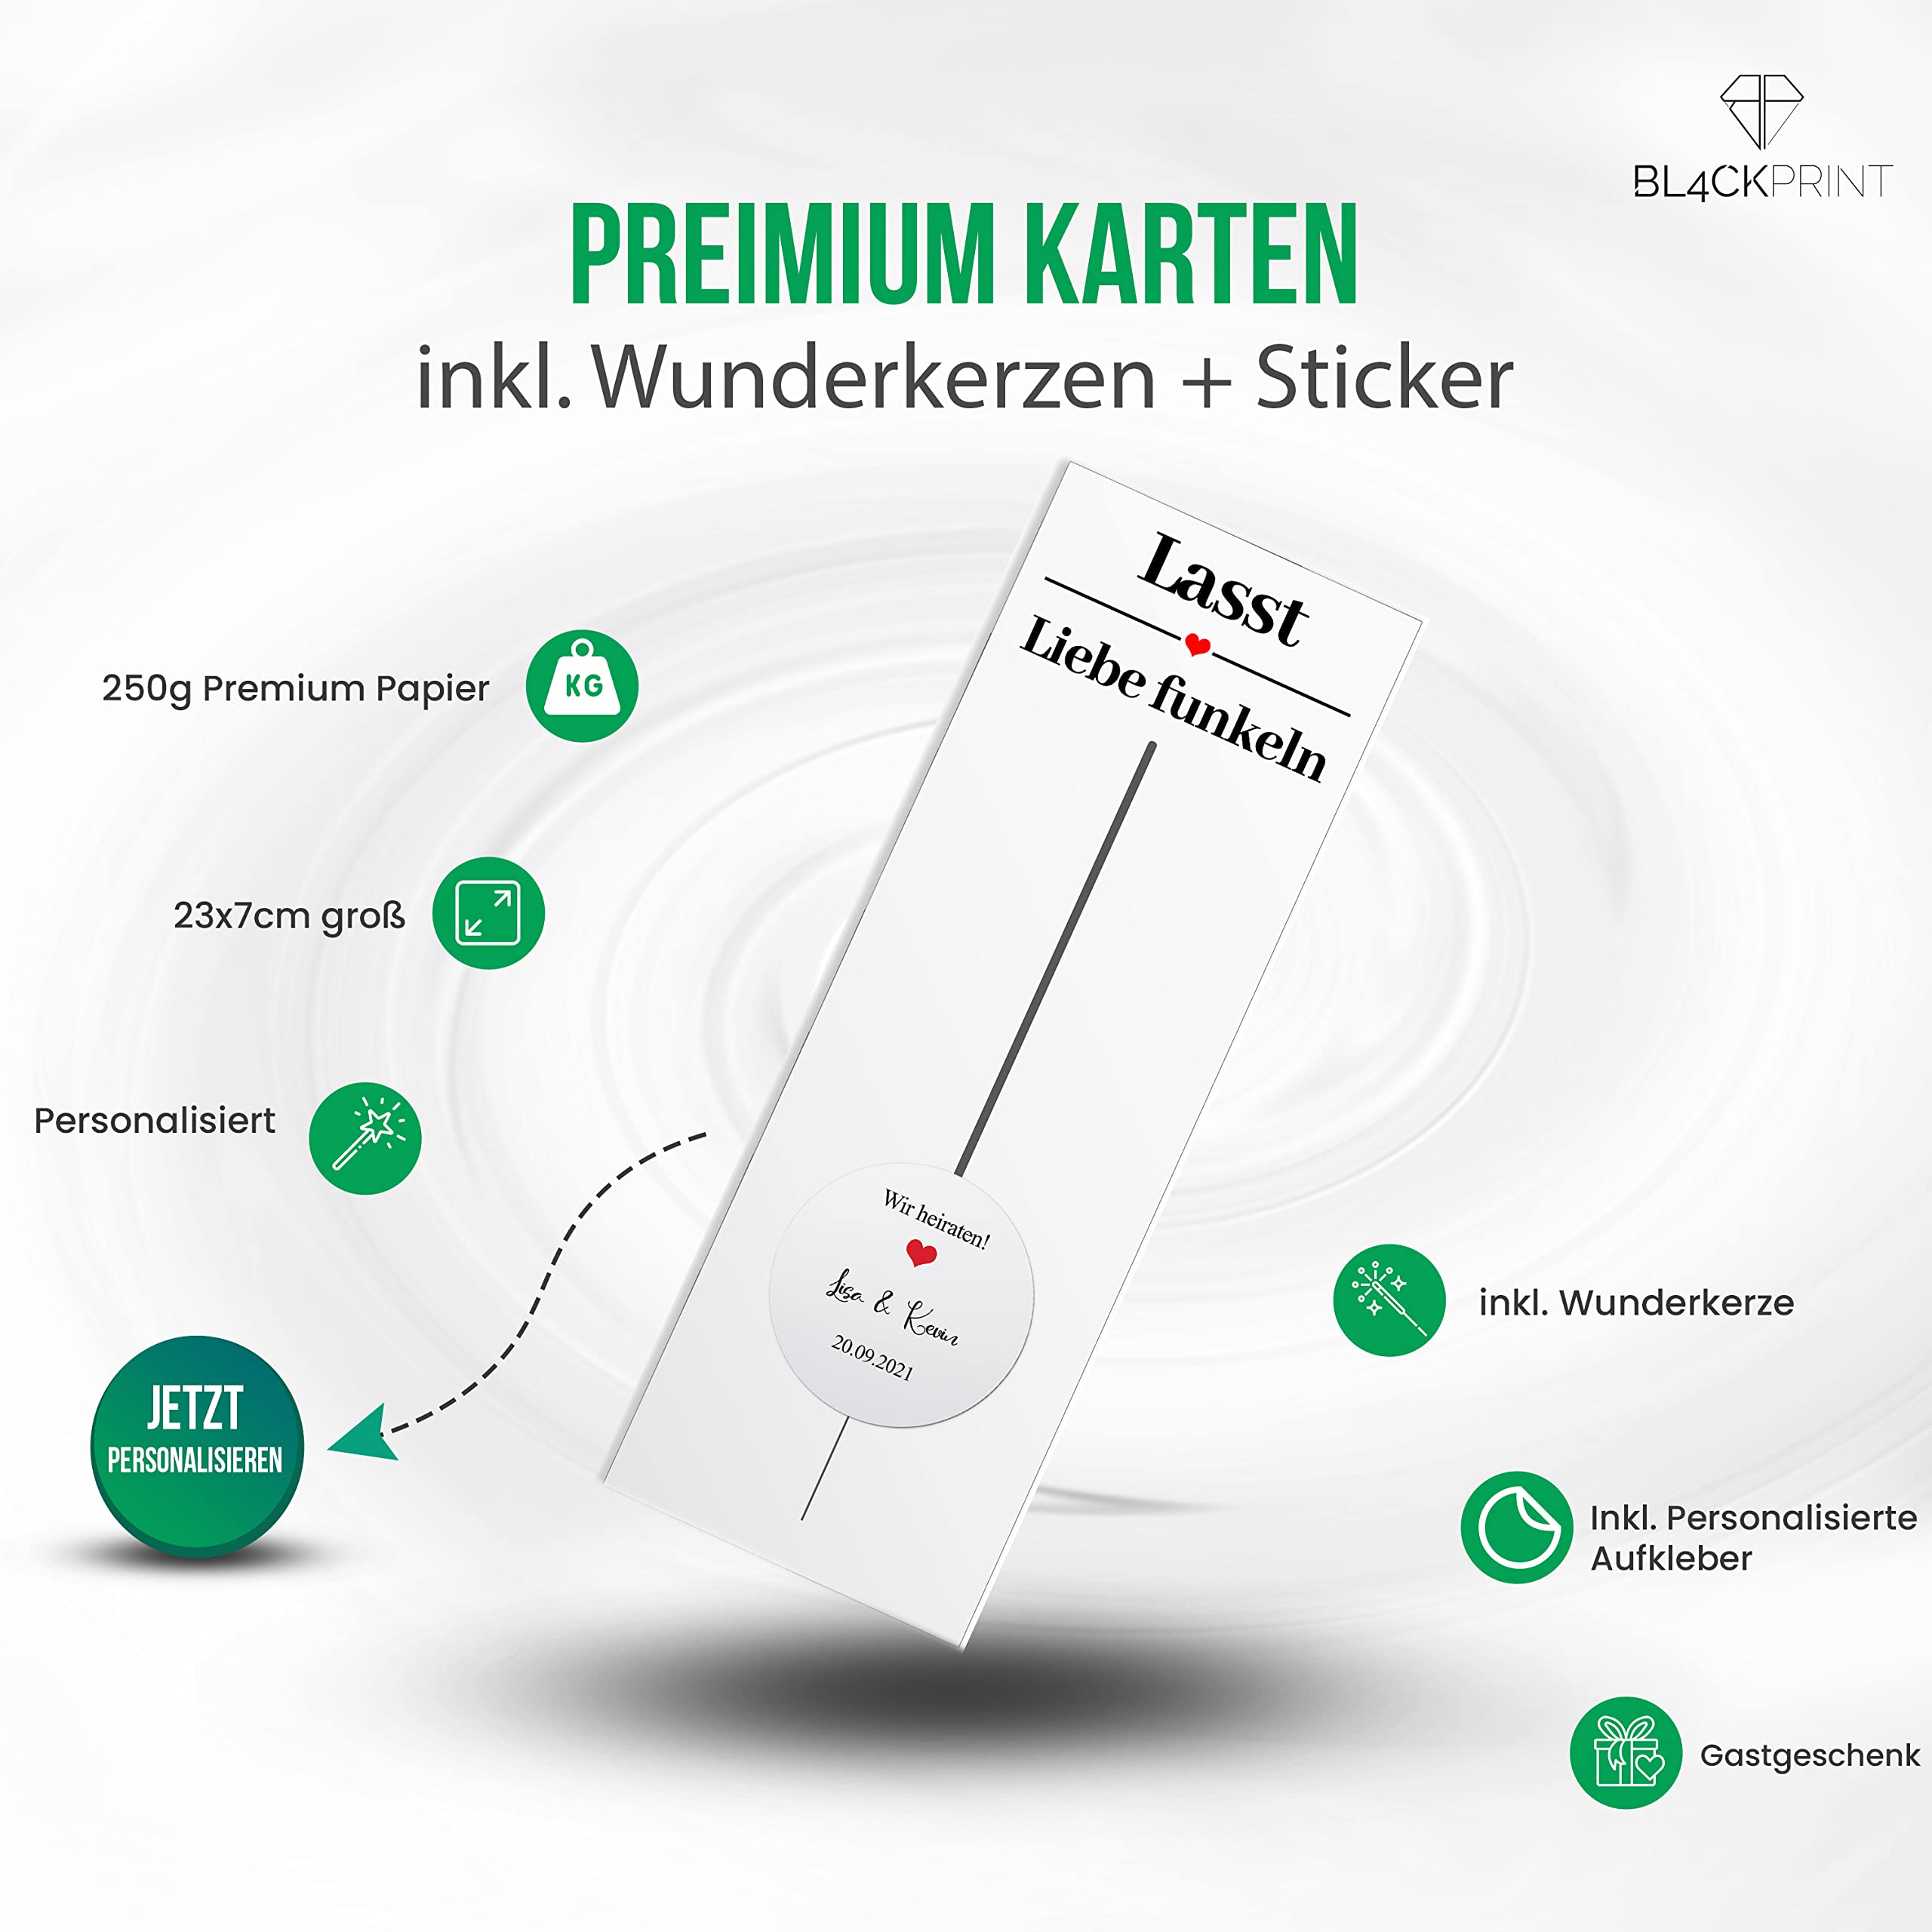 BL4CKPRINT
PREIMIUM KARTEN
inkl. Wunderkerzen + Sticker
Lasst
Liebe funkeln
250g Premium Papier
KG
23x7cm groß
Personalisiert
Wir heiraten!
Lisa & Kevin
20.09.2021
JETZT
PERSONALISIEREN
inkl. Wunderkerze
Inkl. Personalisierte
Aufkleber
Gastgeschenk